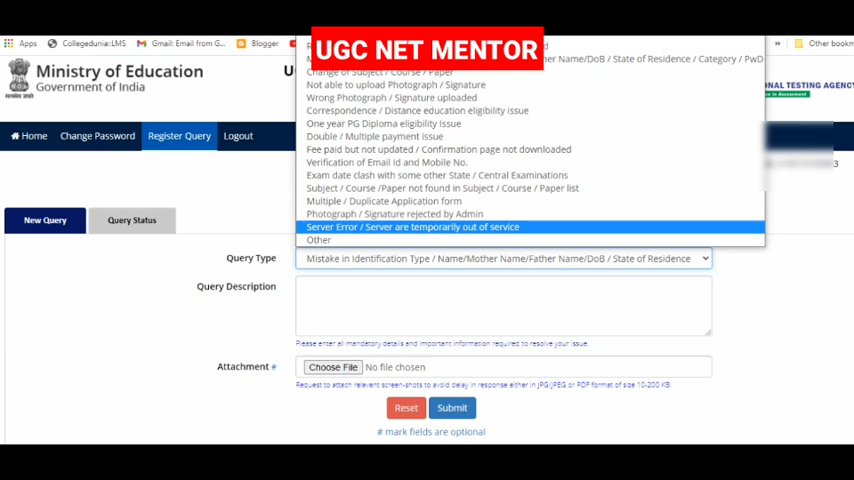 UGC NET MENTOR
Apps
Collegedunia::LMS
Gmail: Email from G...
Blogger
»
Other bookm
Ministry of Education
Government of India
सत्यमेव जयते
NAL TESTING AGENCY
Home
Change Password
Register Query
Logout
3
New Query
Query Status
ther Name/DoB / State of Residence / Category / PwD
Change of Subject / Course / Paper
Not able to upload Photograph / Signature
Wrong Photograph / Signature uploaded
Correspondence / Distance education eligibility issue
One year PG Diploma eligibility Issue
Double / Multiple payment issue
Fee paid but not updated / Confirmation page not downloaded
Verification of Email Id and Mobile No.
Exam date clash with some other State / Central Examinations
Subject / Course /Paper not found in Subject / Course / Paper list
Multiple / Duplicate Application form
Photograph / Signature rejected by Admin
Server Error / Server are temporarily out of service
Other
Query Type
Mistake in Identification Type / Name/Mother Name/Father Name/DoB / State of Residence
Query Description
Please enter all mandatory details and important information required to resolve your issue.
Attachment #
Choose File No file chosen
Request to attach relevent screen-shots to avoid delay in response either in JPG/JPEG or PDF format of size 10-200 KB.
Reset
Submit
# mark fields are optional